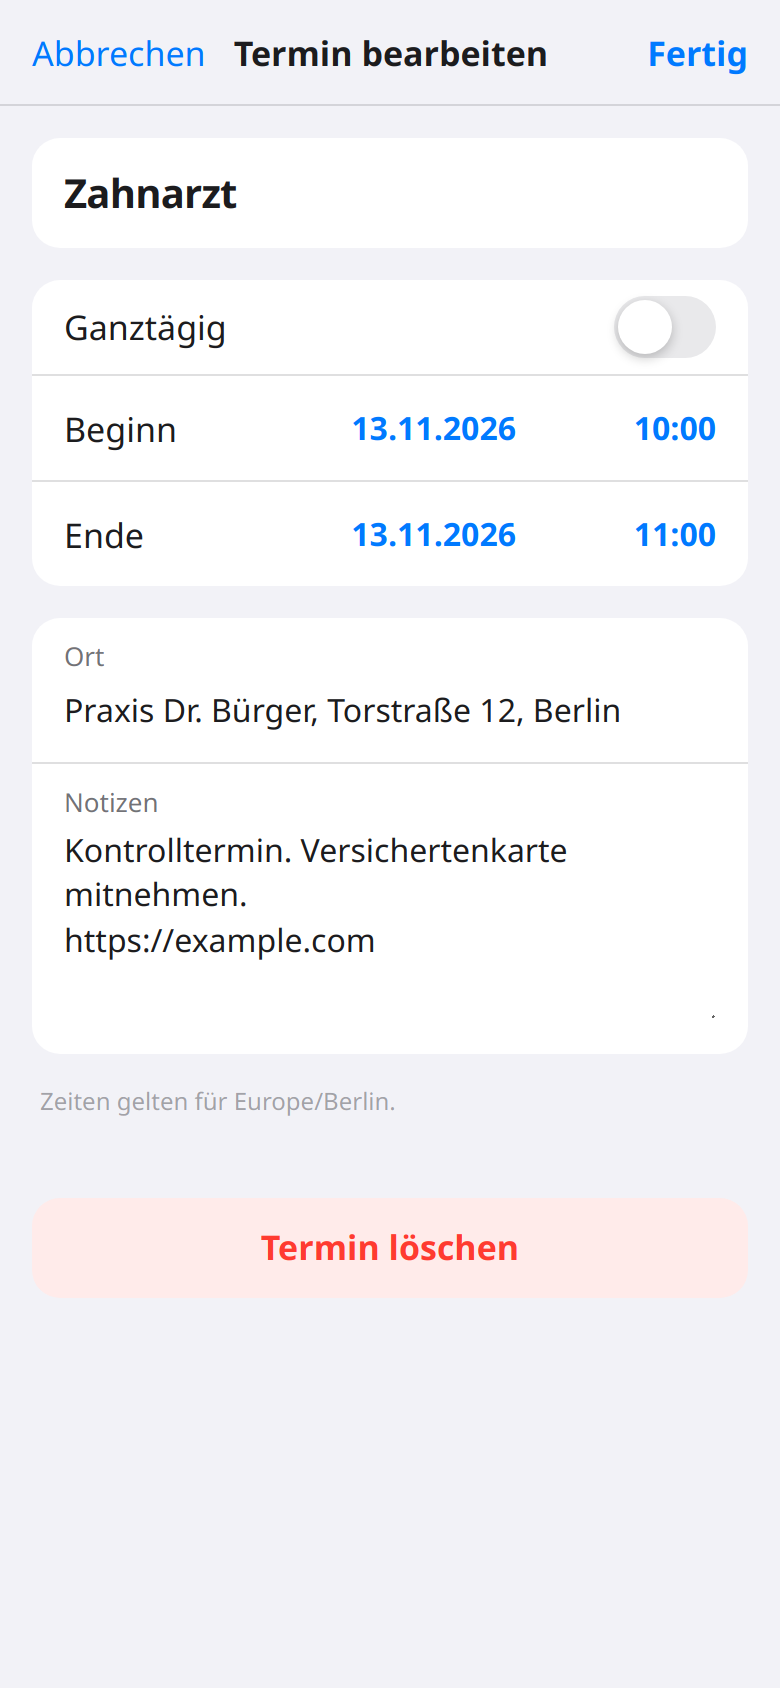 Abbrechen Termin bearbeiten Fertig
Zahnarzt
Ganztägig
Beginn 13.11.2026 10:00
Ende 13.11.2026 11:00
Ort
Praxis Dr. Bürger, Torstraße 12, Berlin
Notizen
Kontrolltermin. Versichertenkarte
mitnehmen.
https://example.com
Zeiten gelten für Europe/Berlin.
Termin löschen